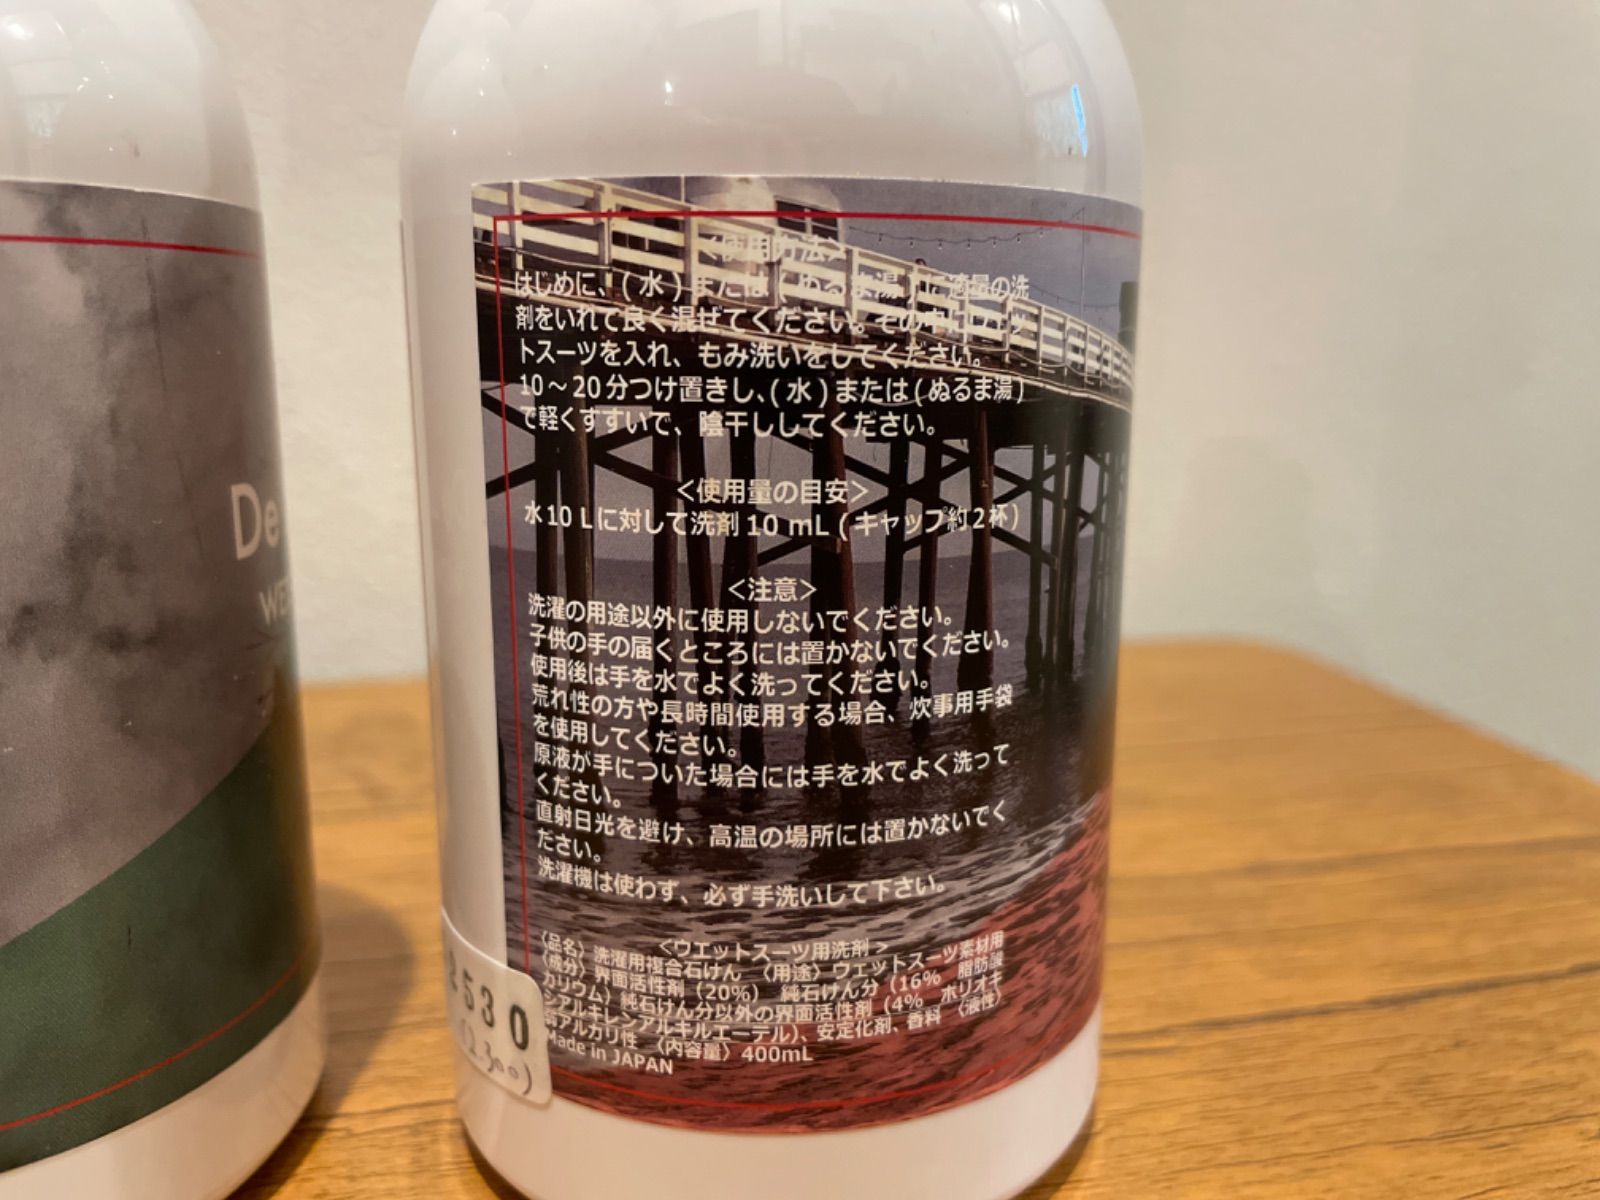 De
WE
<使用方法>
はじめに、(水)または(ぬるま湯)に適量の洗
剤をいれて良く混ぜてください。その中にウェッ
トスーツを入れ、もみ洗いをしてください。
10～20分つけ置きし、(水)または(ぬるま湯)
で軽くすすいで、陰干ししてください。
<使用量の目安>
水10Lに対して洗剤10mL(キャップ約2杯)
<注意>
洗濯の用途以外に使用しないでください。
子供の手の届くところには置かないでください。
使用後は手を水でよく洗ってください。
荒れ性の方や長時間使用する場合、炊事用手袋
を使用してください。
原液が手についた場合には手を水でよく洗って
ください。
直射日光を避け、高温の場所には置かないでく
ださい。
洗濯機は使わず、必ず手洗いして下さい。
<ウエットスーツ用洗剤>
〈品名〉洗濯用複合石けん 〈用途〉ウェットスーツ素材用
〈成分〉界面活性剤(20%) 純石けん分(16% 脂肪酸
カリウム)純石けん分以外の界面活性剤(4% ポリオキ
シアルキレンアルキルエーテル)、安定化剤、香料 〈液性〉
アルカリ性 〈内容量〉400mL
Made in JAPAN
2530
(2.300)